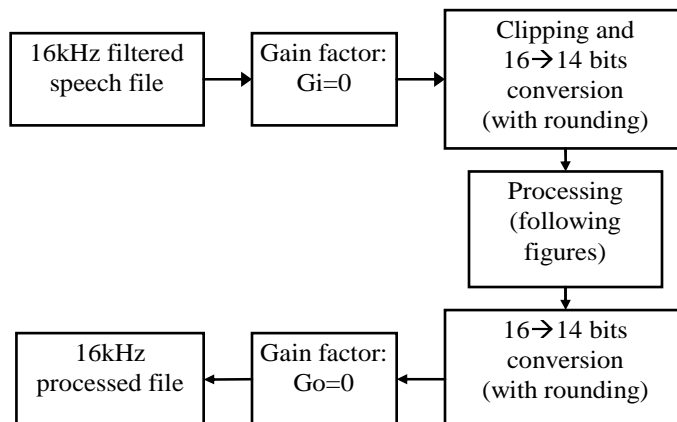 16kHz filtered
speech file
Gain factor:
Gi=0
Clipping and
16→14 bits
conversion
(with rounding)
Processing
(following
figures)
16→14 bits
conversion
(with rounding)
Gain factor:
Go=0
16kHz
processed file